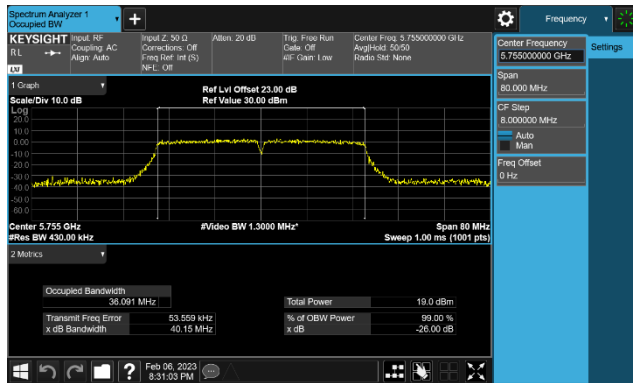 Spectrum Analyzer 1
Occupied BW
Frequency
KEYSIGHT
R L
LXI
Input: RF
Coupling: AC
Align: Auto
Input Z: 50 Ω
Corrections: Off
Freq Ref: Int (S)
NFE: Off
Atten: 20 dB
Trig: Free Run
Gate: Off
#IF Gain: Low
Center Freq: 5.755000000 GHz
Avg|Hold: 50/50
Radio Std: None
Center Frequency
5.755000000 GHz
Settings
Span
80.000 MHz
CF Step
8.000000 MHz
Auto
Man
Freq Offset
0 Hz
1 Graph
Scale/Div 10.0 dB
Ref Lvl Offset 23.00 dB
Ref Value 30.00 dBm
Log
20.0
10.0
0.00
-10.0
-20.0
-30.0
-40.0
-50.0
-60.0
Center 5.755 GHz
#Res BW 430.00 kHz
#Video BW 1.3000 MHz*
Span 80 MHz
Sweep 1.00 ms (1001 pts)
2 Metrics
Occupied Bandwidth
36.091 MHz
Total Power 19.0 dBm
Transmit Freq Error 53.559 kHz
% of OBW Power 99.00 %
x dB Bandwidth 40.15 MHz
x dB -26.00 dB
? Feb 06, 2023
8:31:03 PM